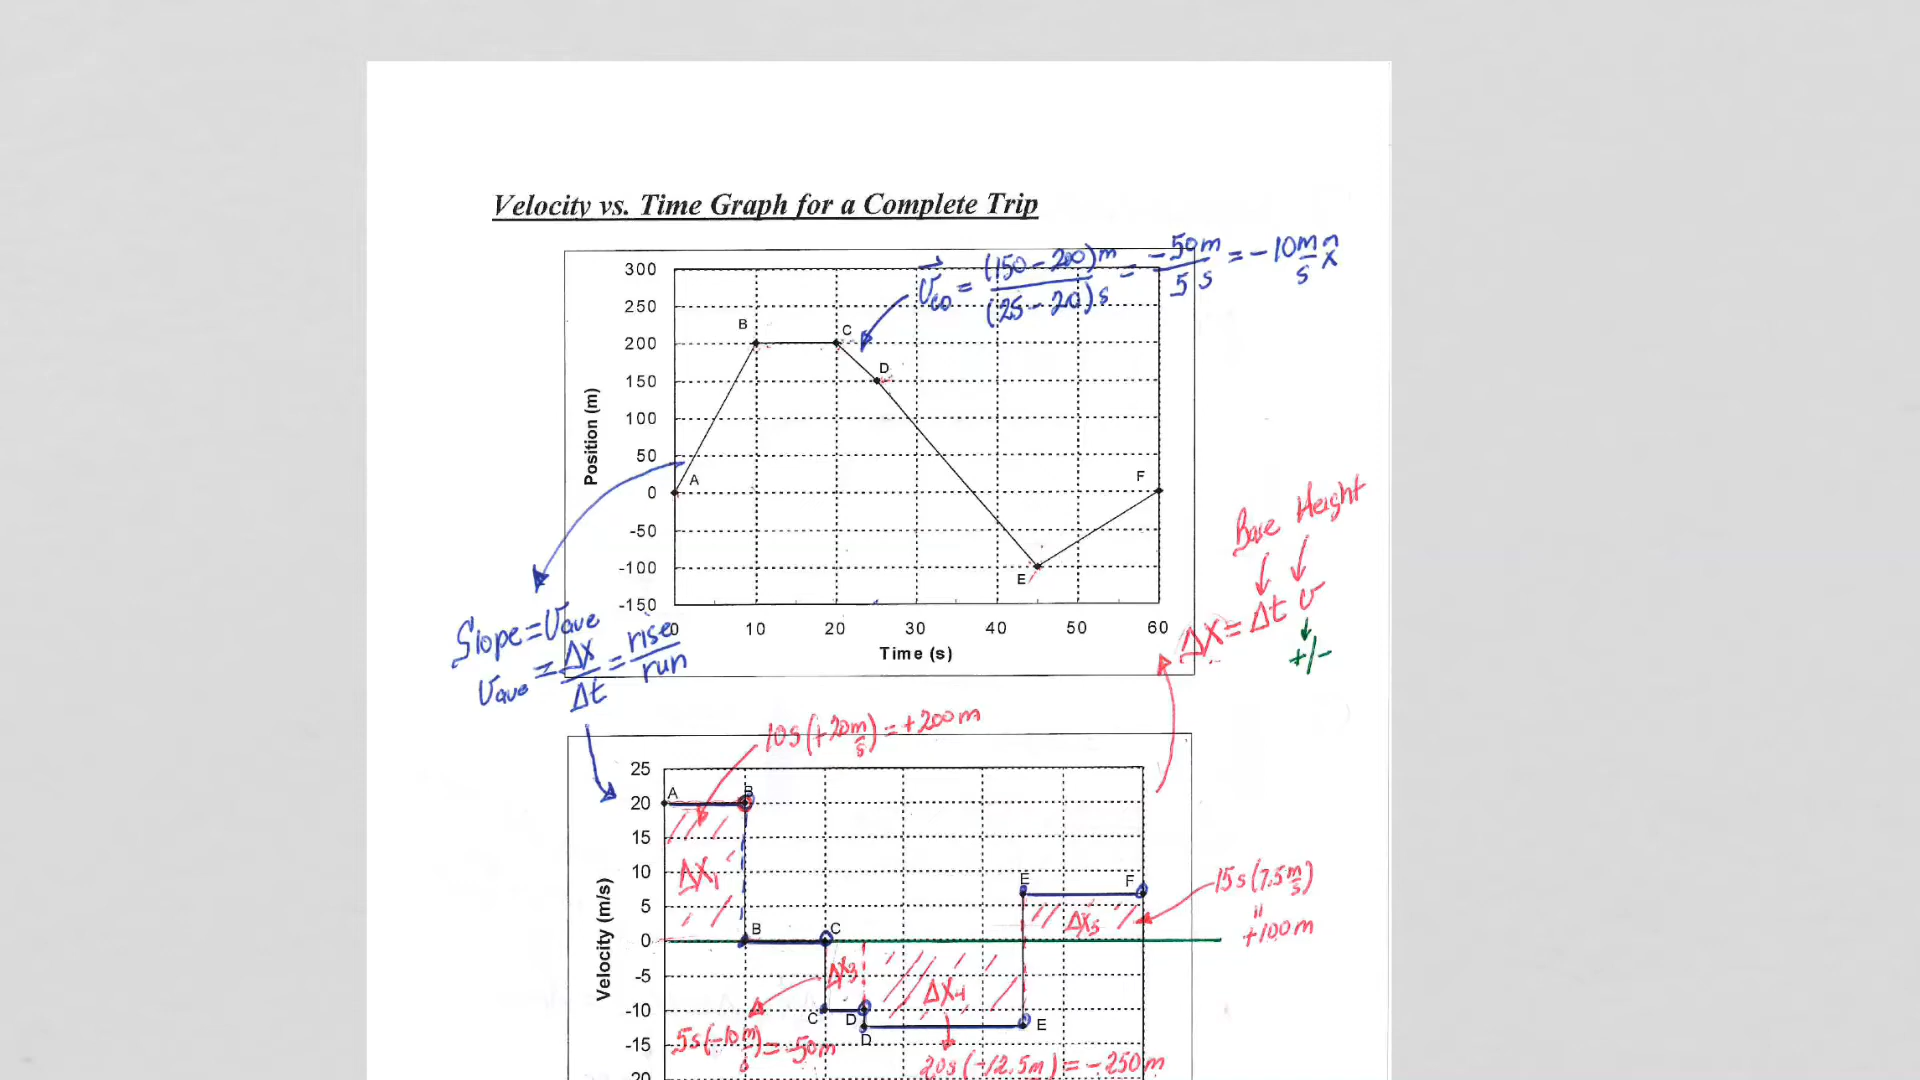 Velocity vs. Time Graph for a Complete Trip
v⃗CD = (150-200)m / (25-20)s = -50m / 5s = -10 m/s x̂
300
250
200
150
100
50
0
-50
-100
-150
Position (m)
A
B
C
D
E
F
0 10 20 30 40 50 60
Time (s)
Slope = vave
vave = Δx/Δt = rise/run
Base Height
Δx = Δt v
+/-
10s(+20m/s) = +200m
25
20
15
10
5
0
-5
-10
-15
-20
Velocity (m/s)
A B
Δx1
B C
E F
15s(7.5m/s)
"
+100m
Δx5
Δx3
Δx4
C D
D E
5s(-10m/s) = -50m
20s(-12.5m) = -250m